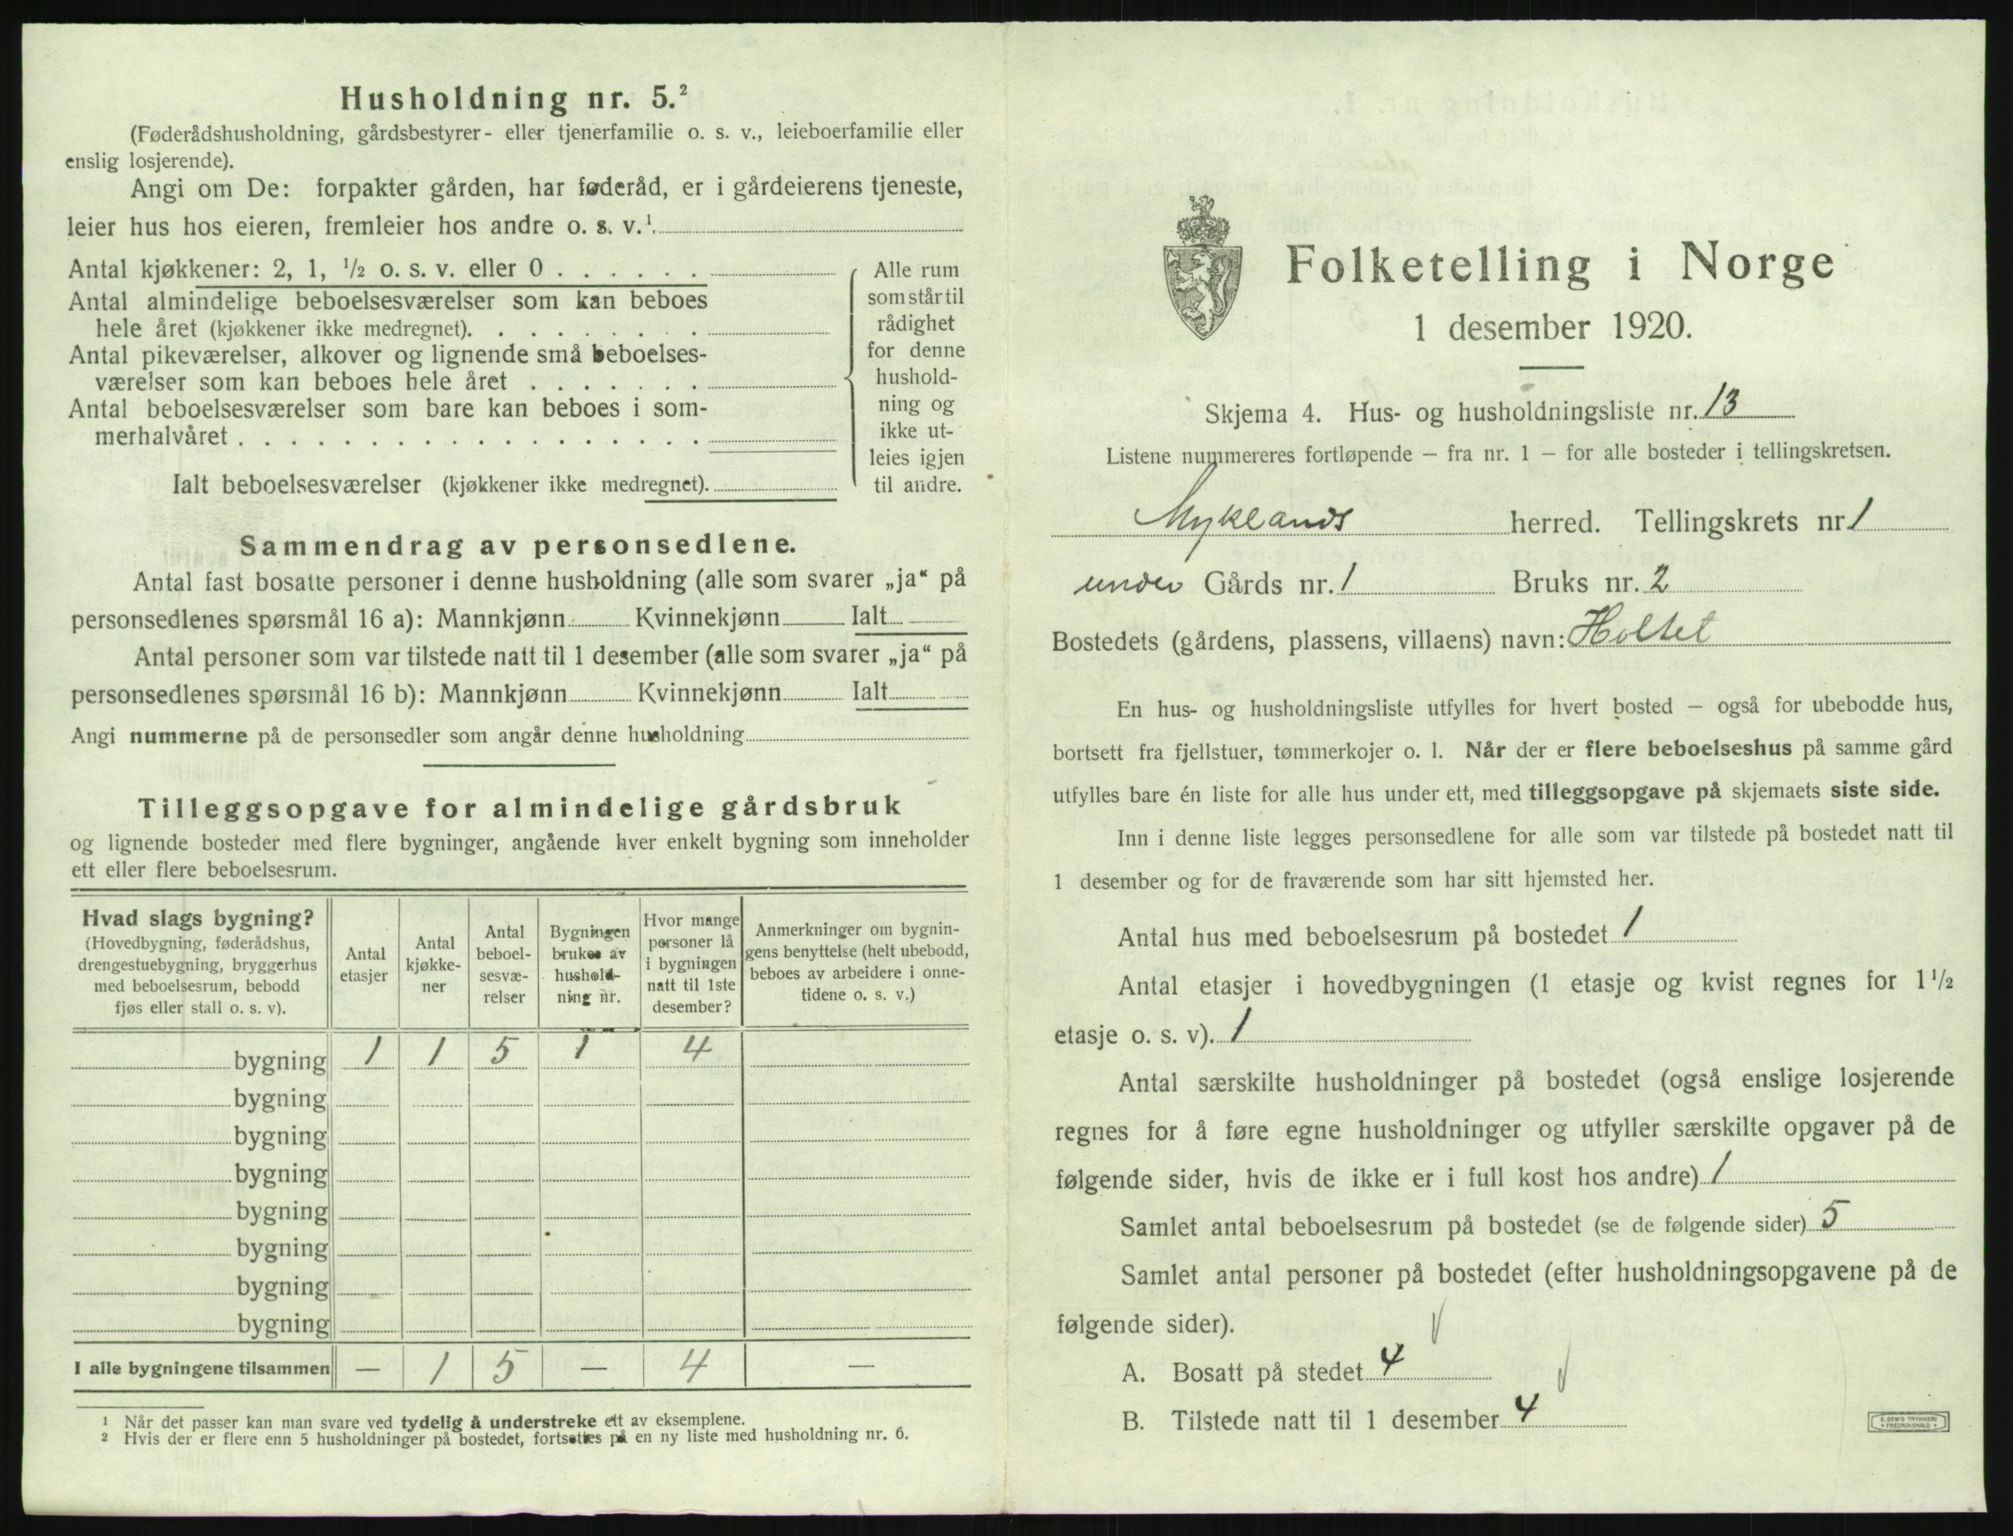 Husholdning nr. 5.²
(Føderådshusholdning, gårdsbestyrer- eller tjenerfamilie o. s. v., leieboerfamilie eller
enslig losjerende).
Angi om De: forpakter gården, har føderåd, er i gårdeierens tjeneste,
leier hus hos eieren, fremleier hos andre o. s. v.¹
Antal kjøkkener: 2, 1, ½ o. s. v. eller 0 . . . . . .
Antal almindelige beboelsesværelser som kan beboes
hele året (kjøkkener ikke medregnet). . . . . . . . .
Antal pikeværelser, alkover og lignende små beboelses-
værelser som kan beboes hele året . . . . . . .
Antal beboelsesværelser som bare kan beboes i som-
merhalvåret . . . . . . . . . . . . . . . . . .
Ialt beboelsesværelser (kjøkkener ikke medregnet).
Alle rum
som står til
rådighet
for denne
hushold-
ning og
ikke ut-
leies igjen
til andre.
Sammendrag av personsedlene.
Antal fast bosatte personer i denne husholdning (alle som svarer „ja“ på
personsedlenes spørsmål 16 a): Mannkjønn Kvinnekjønn Ialt
Antal personer som var tilstede natt til 1 desember (alle som svarer „ja“ på
personsedlenes spørsmål 16 b): Mannkjønn Kvinnekjønn Ialt
Angi nummerne på de personsedler som angår denne husholdning
Tilleggsopgave for almindelige gårdsbruk
og lignende bosteder med flere bygninger, angående hver enkelt bygning som inneholder
ett eller flere beboelsesrum.
Hvad slags bygning?
(Hovedbygning, føderådshus,
drengestuebygning, bryggerhus
med beboelsesrum, bebodd
fjøs eller stall o. s. v).
Antal
etasjer
Antal
kjøkke-
ner
Antal
beboel-
sesvæ-
relser
Bygningen
brukes av
hushold-
ning nr.
Hvor mange
personer lå
i bygningen
natt til 1ste
desember?
Anmerkninger om bygnin-
gens benyttelse (helt ubebodd,
beboes av arbeidere i onne-
tidene o. s. v.)
bygning 1 1 5 1 4
bygning
bygning
bygning
bygning
bygning
bygning
bygning
I alle bygningene tilsammen — 1 5 — 4 —
¹ Når det passer kan man svare ved tydelig å understreke ett av eksemplene.
² Hvis der er flere enn 5 husholdninger på bostedet, fortsettes på en ny liste med husholdning nr. 6.
Folketelling i Norge
1 desember 1920.
Skjema 4. Hus- og husholdningsliste nr. 13
Listene nummereres fortløpende – fra nr. 1 – for alle bosteder i tellingskretsen.
Myklands herred. Tellingskrets nr. 1
under Gårds nr. 1 Bruks nr. 2
Bostedets (gårdens, plassens, villaens) navn: Holtet
En hus- og husholdningsliste utfylles for hvert bosted – også for ubebodde hus,
bortsett fra fjellstuer, tømmerkojer o. l. Når der er flere beboelseshus på samme gård
utfylles bare én liste for alle hus under ett, med tilleggsopgave på skjemaets siste side.
Inn i denne liste legges personsedlene for alle som var tilstede på bostedet natt til
1 desember og for de fraværende som har sitt hjemsted her.
Antal hus med beboelsesrum på bostedet 1
Antal etasjer i hovedbygningen (1 etasje og kvist regnes for 1½
etasje o. s. v). 1
Antal særskilte husholdninger på bostedet (også enslige losjerende
regnes for å føre egne husholdninger og utfyller særskilte opgaver på de
følgende sider, hvis de ikke er i full kost hos andre) 1
Samlet antal beboelsesrum på bostedet (se de følgende sider) 5
Samlet antal personer på bostedet (efter husholdningsopgavene på de
følgende sider).
A. Bosatt på stedet 4
B. Tilstede natt til 1 desember 4
E. SEM'S TRYKKERI
FREDRIKSHALD